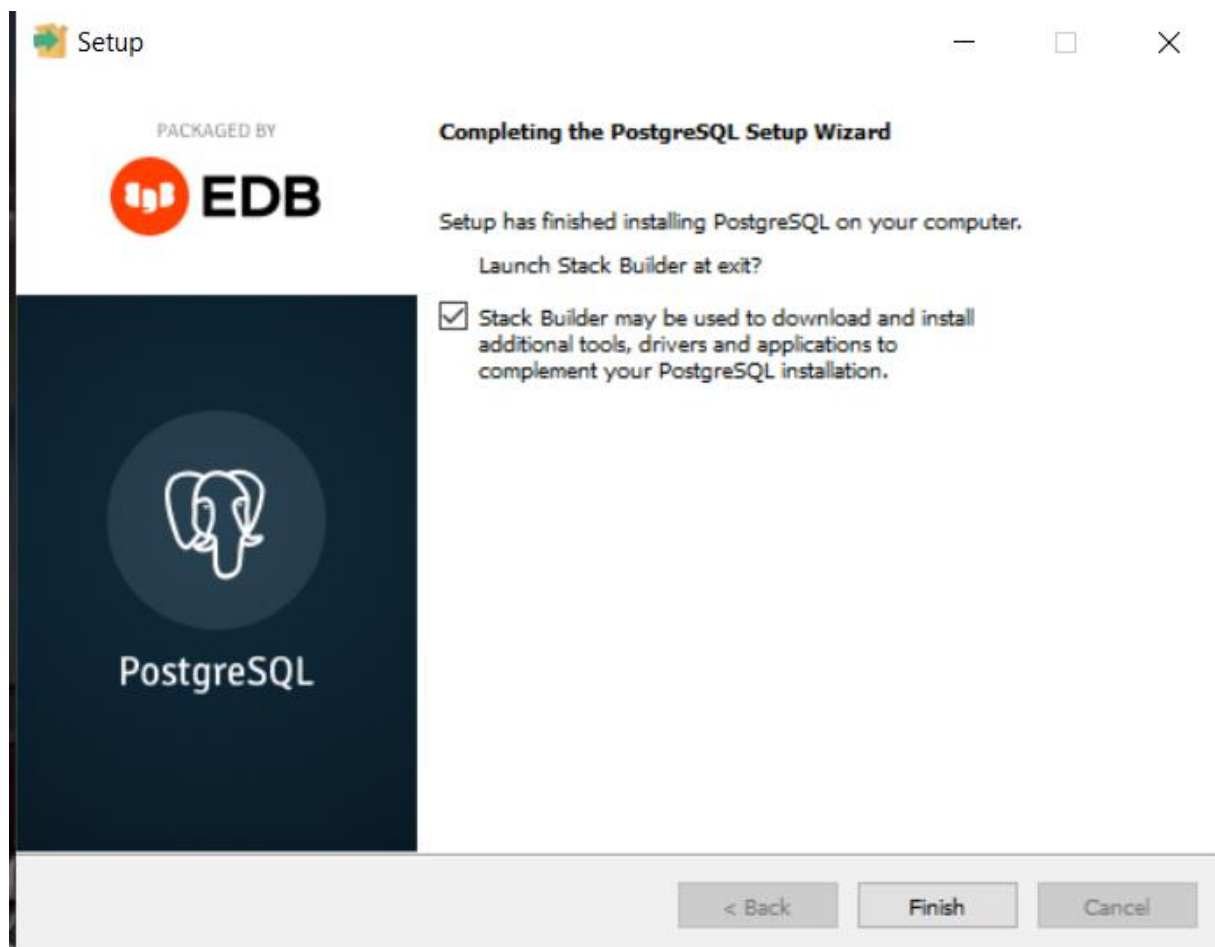 Setup
PACKAGED BY
EDB
Completing the PostgreSQL Setup Wizard
Setup has finished installing PostgreSQL on your computer.
Launch Stack Builder at exit?
Stack Builder may be used to download and install
additional tools, drivers and applications to
complement your PostgreSQL installation.
PostgreSQL
< Back
Finish
Cancel